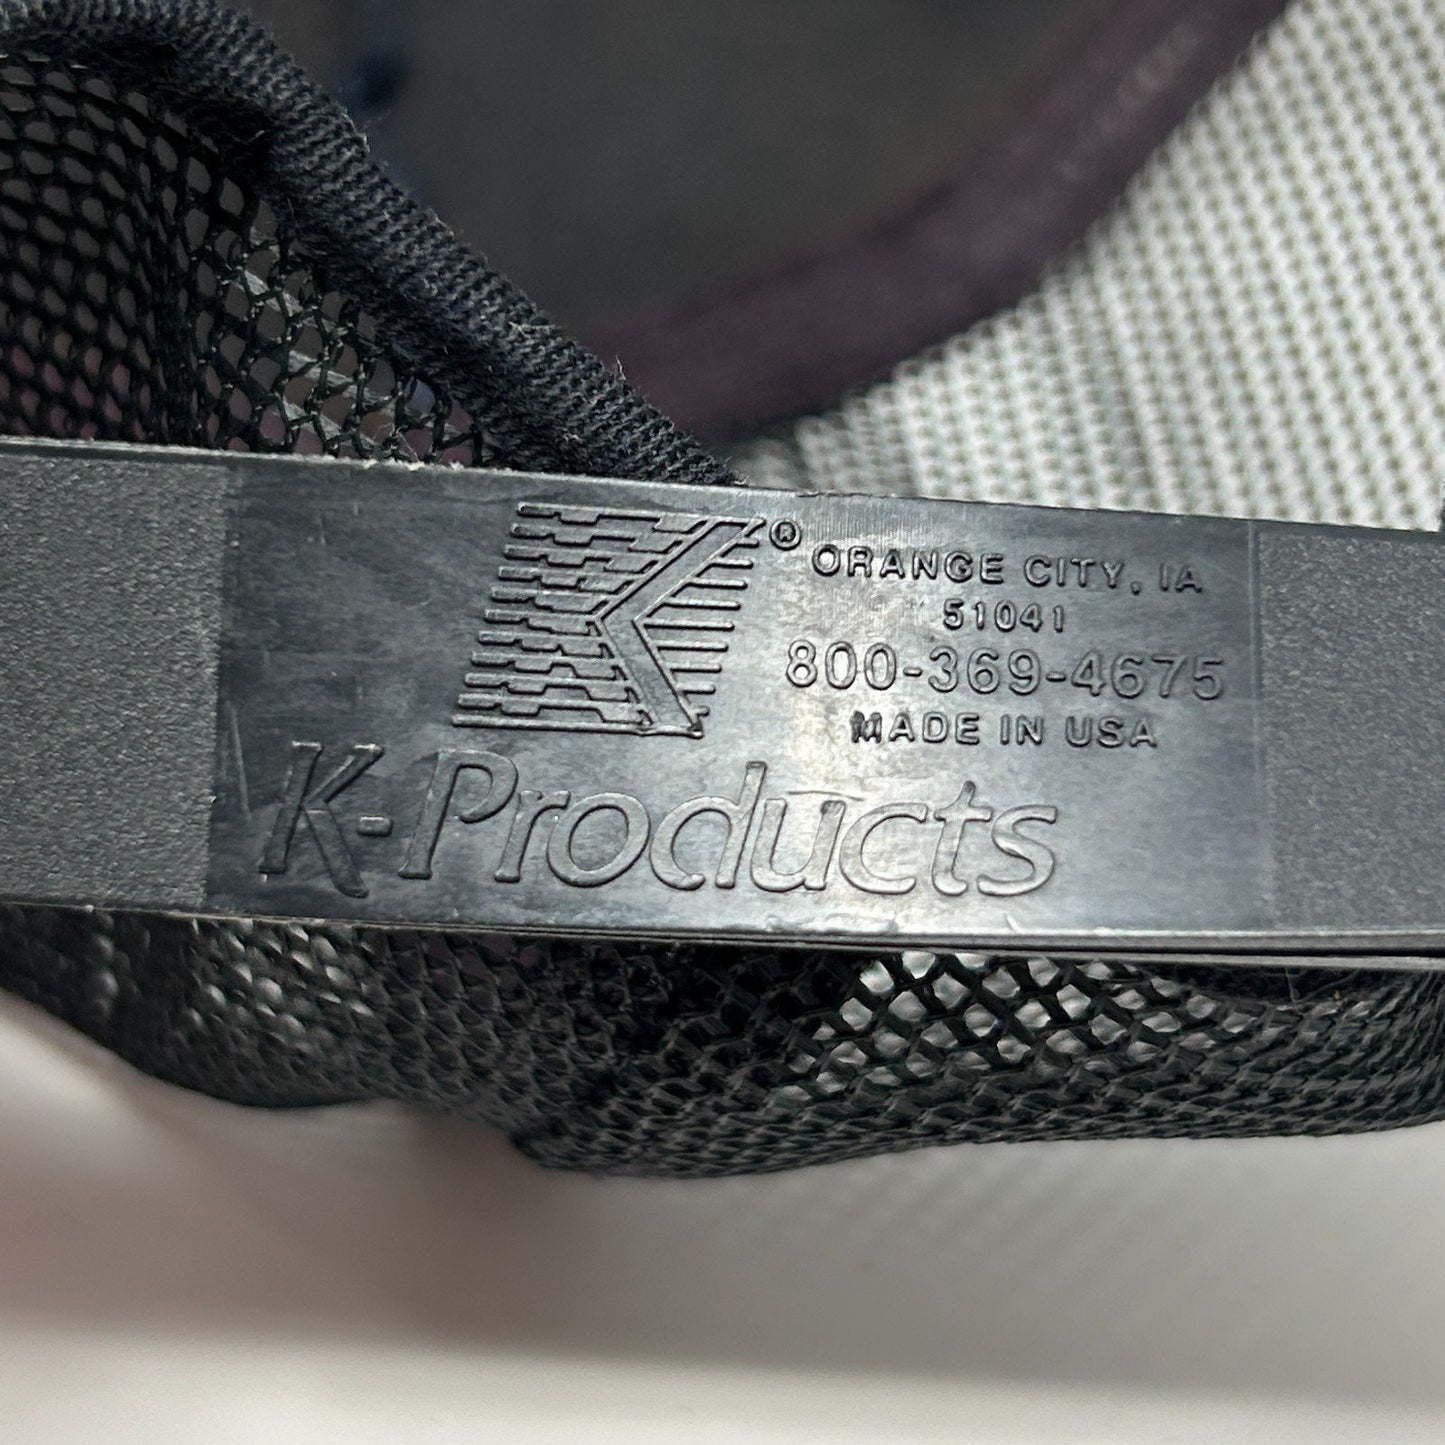 K®
ORANGE CITY, IA
51041
800-369-4675
MADE IN USA
K-Products